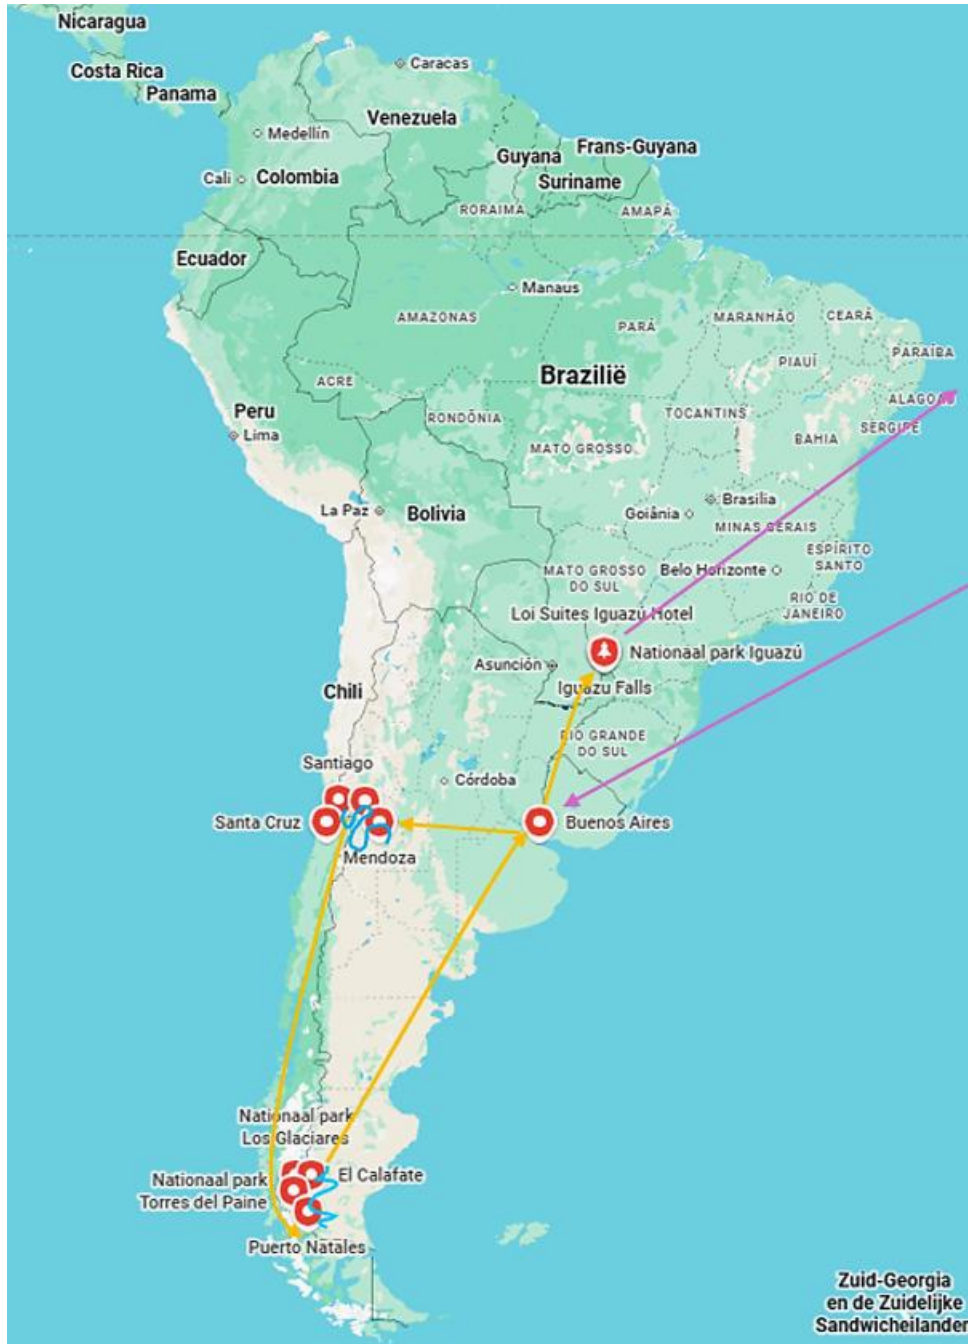 Nicaragua
Costa Rica
Panama
Caracas
Medellín
Venezuela
Cali
Colombia
Guyana
Frans-Guyana
Suriname
RORAIMA
AMAPÁ
Ecuador
Manaus
AMAZONAS
PARÁ
MARANHÃO
CEARÁ
PIAUÍ
PARAÍBA
ACRE
Brazilië
ALAGOAS
Peru
RONDÔNIA
TOCANTINS
SERGIPE
Lima
MATO GROSSO
BAHIA
La Paz
Bolivia
Brasilia
Goiânia
MINAS GERAIS
MATO GROSSO
DO SUL
Belo Horizonte
ESPÍRITO
SANTO
RIO DE
JANEIRO
Loi Suites Iguazú Hotel
Nationaal park Iguazú
Asunción
Iguazu Falls
Chili
RIO GRANDE
DO SUL
Santiago
Córdoba
Santa Cruz
Buenos Aires
Mendoza
Nationaal park
Los Glaciares
El Calafate
Nationaal park
Torres del Paine
Puerto Natales
Zuid-Georgia
en de Zuidelijke
Sandwicheilanden